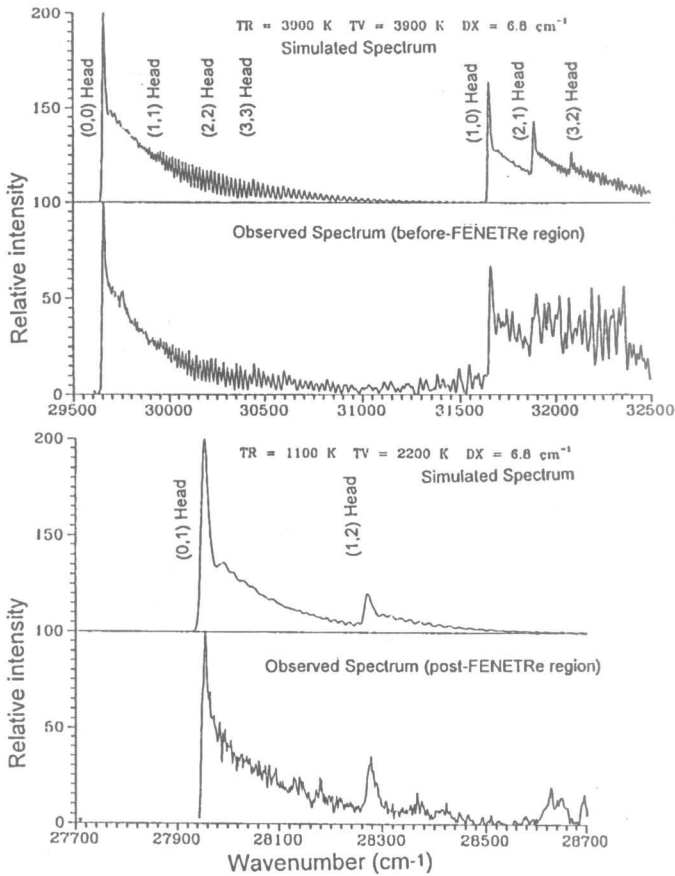 200
TR = 3900 K TV = 3900 K DX = 6.8 cm⁻¹
Simulated Spectrum
(0,0) Head
(1,1) Head
(2,2) Head
(3,3) Head
(1,0) Head
(2,1) Head
(3,2) Head
150
100
Observed Spectrum (before-FENETRe region)
50
0
Relative intensity
29500 30000 30500 31000 31500 32000 32500
200
TR = 1100 K TV = 2200 K DX = 6.8 cm⁻¹
Simulated Spectrum
(0,1) Head
(1,2) Head
150
100
Observed Spectrum (post-FENETRe region)
50
0
Relative intensity
27700 27900 28100 28300 28500 28700
Wavenumber (cm-1)